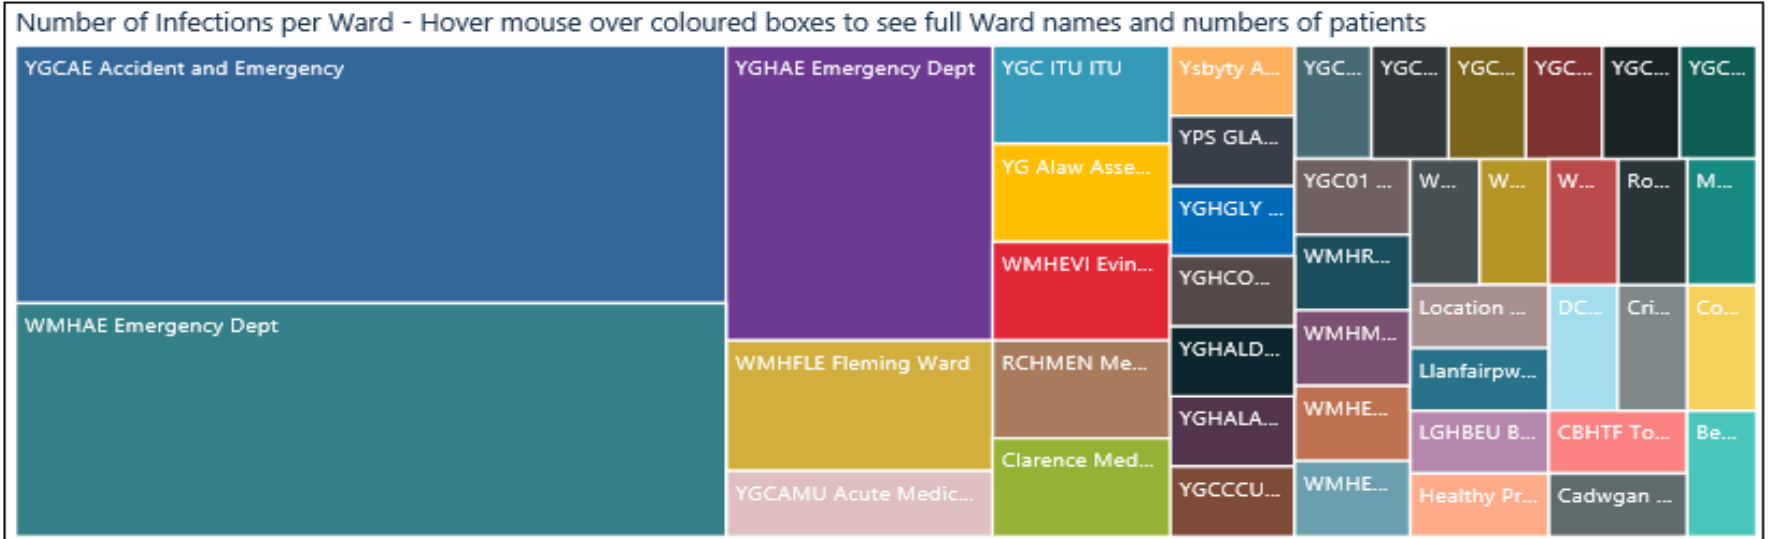 Number of Infections per Ward - Hover mouse over coloured boxes to see full Ward names and numbers of patients
YGCAE Accident and Emergency
WMHAE Emergency Dept
YGHAE Emergency Dept
WMHFLE Fleming Ward
YGCAMU Acute Medic...
YGC ITU ITU
YG Alaw Asse...
WMHEVI Evin...
RCHMEN Me...
Clarence Med...
Ysbyty A...
YPS GLA...
YGHGLY ...
YGHCO...
YGHALD...
YGHALA...
YGCCCU...
YGC...
YGC...
YGC...
YGC...
YGC...
YGC...
YGC01 ...
WMHR...
WMHM...
WMHE...
WMHE...
W...
W...
W...
Ro...
M...
Location ...
Llanfairpw...
LGHBEU B...
Healthy Pr...
DC...
Cri...
Co...
CBHTF To...
Cadwgan ...
Be...